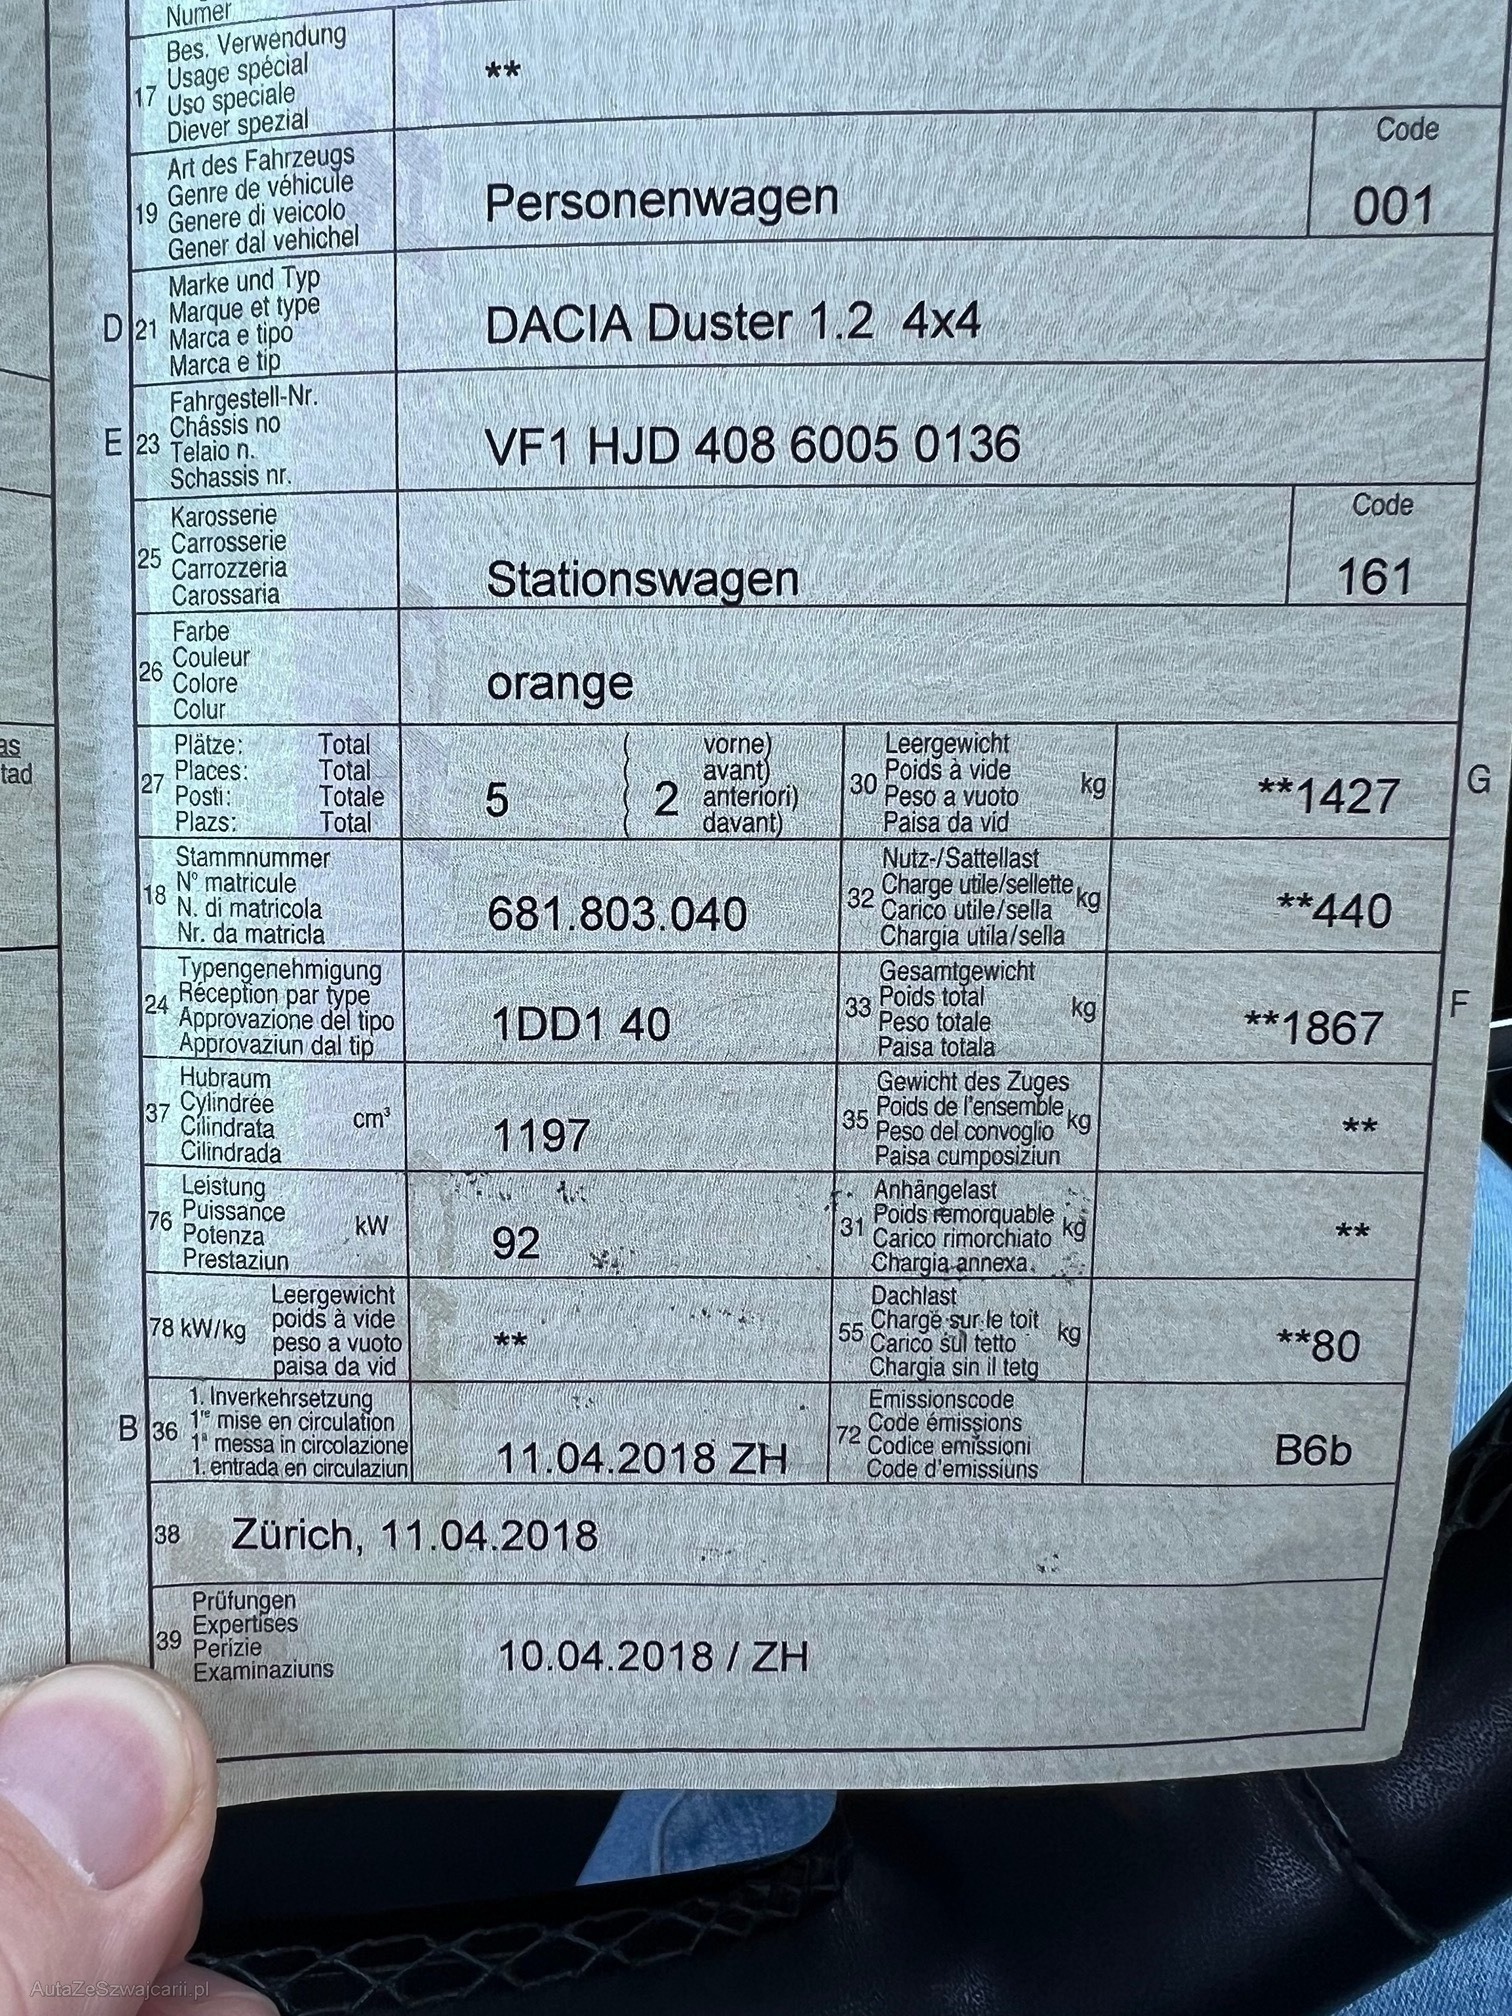 Numer
17
Bes. Verwendung
Usage spécial
Uso speciale
Diever spezial
**
19
Art des Fahrzeugs
Genre de véhicule
Genere di veicolo
Gener dal vehichel
Personenwagen
Code
001
D
21
Marke und Typ
Marque et type
Marca e tipo
Marca e tip
DACIA Duster 1.2 4x4
E
23
Fahrgestell-Nr.
Châssis no
Telaio n.
Schassis nr.
VF1 HJD 408 6005 0136
25
Karosserie
Carrosserie
Carrozzeria
Carossaria
Stationswagen
Code
161
26
Farbe
Couleur
Colore
Colur
orange
as
tad
27
Plätze: Total
Places: Total
Posti: Totale
Plazs: Total
5
2
vorne)
avant)
anteriori)
davant)
30
Leergewicht
Poids à vide
Peso a vuoto
Paisa da vid
kg
**1427
G
18
Stammnummer
N° matricule
N. di matricola
Nr. da matricla
681.803.040
32
Nutz-/Sattellast
Charge utile/sellette
Carico utile/sella
Chargia utila/sella
kg
**440
24
Typengenehmigung
Réception par type
Approvazione del tipo
Approvaziun dal tip
1DD1 40
33
Gesamtgewicht
Poids total
Peso totale
Paisa totala
kg
**1867
F
37
Hubraum
Cylindrée
Cilindrata
Cilindrada
cm³
1197
35
Gewicht des Zuges
Poids de l'ensemble
Peso del convoglio
Paisa cumposiziun
kg
**
76
Leistung
Puissance
Potenza
Prestaziun
kW
92
31
Anhängelast
Poids remorquable
Carico rimorchiato
Chargia annexa
kg
**
78 kW/kg
Leergewicht
poids à vide
peso a vuoto
paisa da vid
**
55
Dachlast
Charge sur le toit
Carico sul tetto
Chargia sin il tetg
kg
**80
B
36
1. Inverkehrsetzung
1re mise en circulation
1a messa in circolazione
1. entrada en circulaziun
11.04.2018 ZH
72
Emissionscode
Code émissions
Codice emissioni
Code d'emissiuns
B6b
38
Zürich, 11.04.2018
39
Prüfungen
Expertises
Perizie
Examinaziuns
10.04.2018 / ZH
AutaZeSzwajcarii.pl